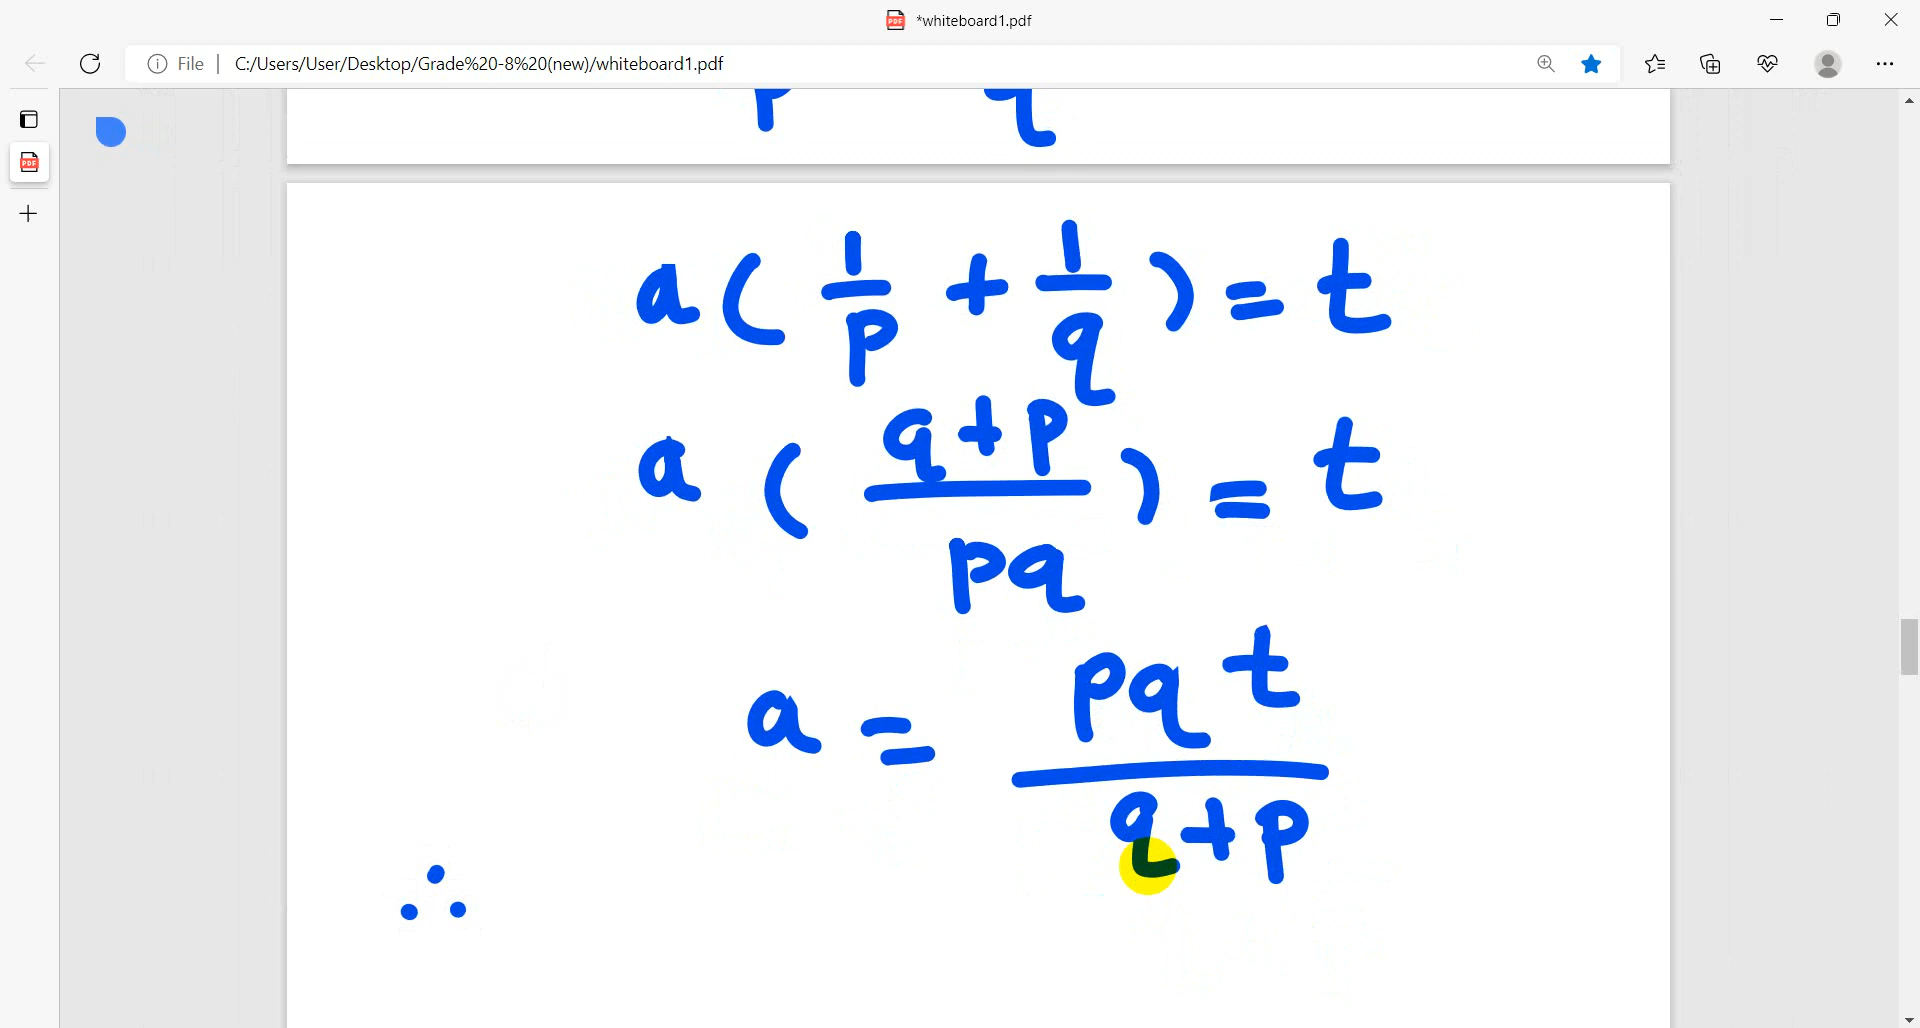 *whiteboard1.pdf
File | C:/Users/User/Desktop/Grade%20-8%20(new)/whiteboard1.pdf
p q
a ( 1/p + 1/q ) = t
a ( (q+p)/pq ) = t
a = pqt/(q+p)
∴